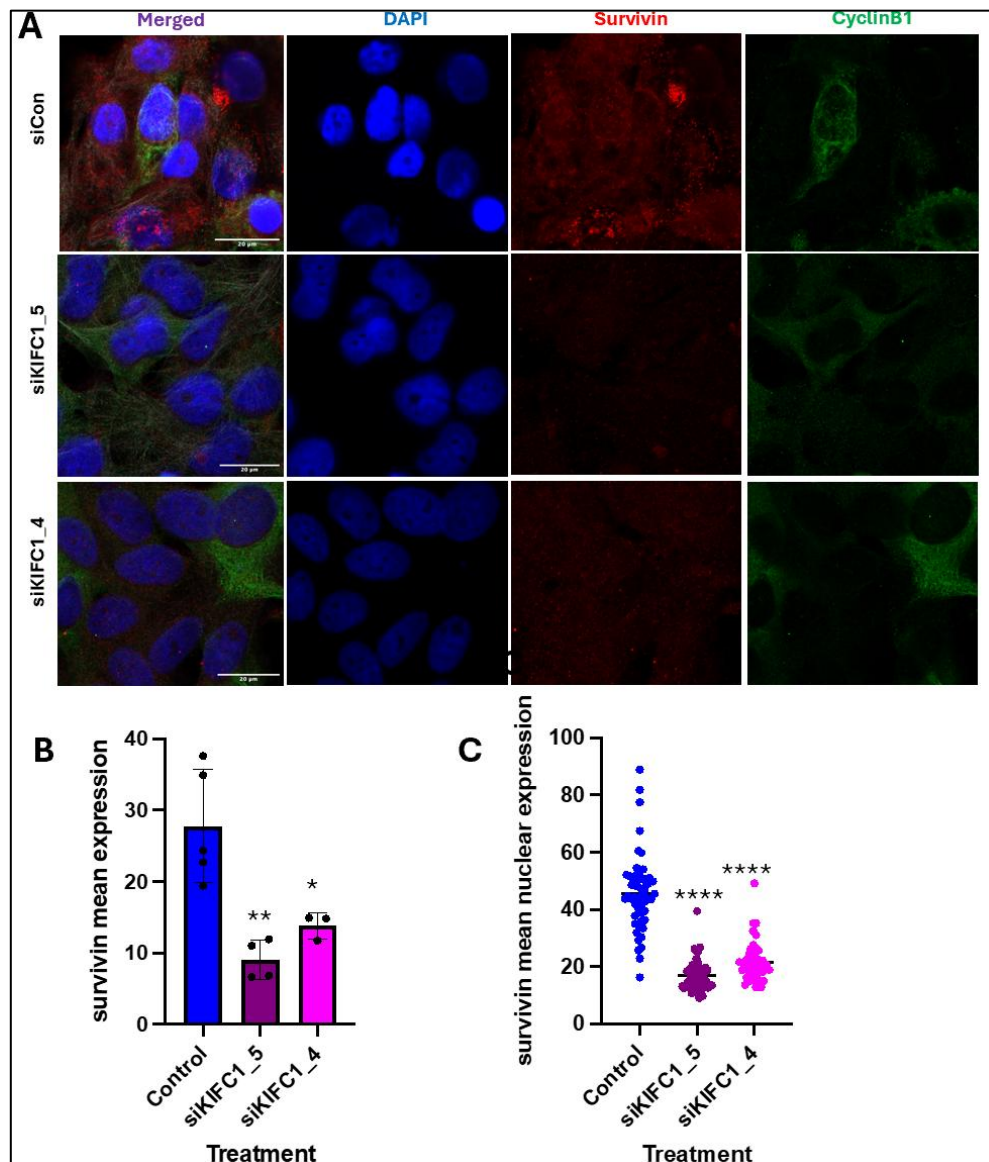 A
Merged DAPI Survivin CyclinB1
siCon
20 µm
siKIFC1_5
20 µm
siKIFC1_4
20 µm
B
survivin mean expression
40
30
20
10
0
**
*
Control siKIFC1_5 siKIFC1_4
Treatment
C
survivin mean nuclear expression
100
80
60
40
20
0
****
****
Control siKIFC1_5 siKIFC1_4
Treatment